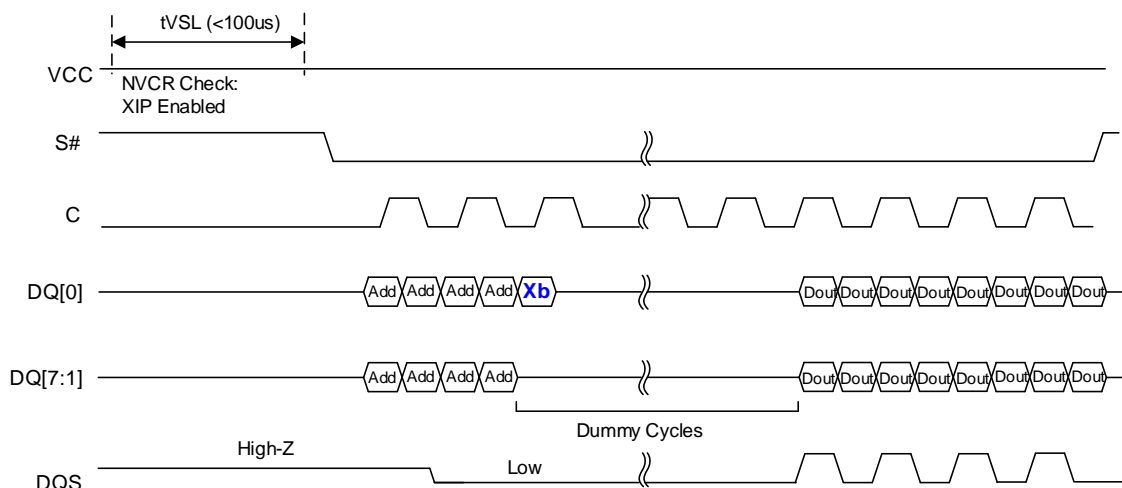 tVSL (<100us)
VCC
NVCR Check:
XIP Enabled
S#
C
DQ[0] Add Add Add Add Xb Dout Dout Dout Dout Dout Dout Dout Dout
DQ[7:1] Add Add Add Add Dout Dout Dout Dout Dout Dout Dout Dout
Dummy Cycles
High-Z
Low
DQS